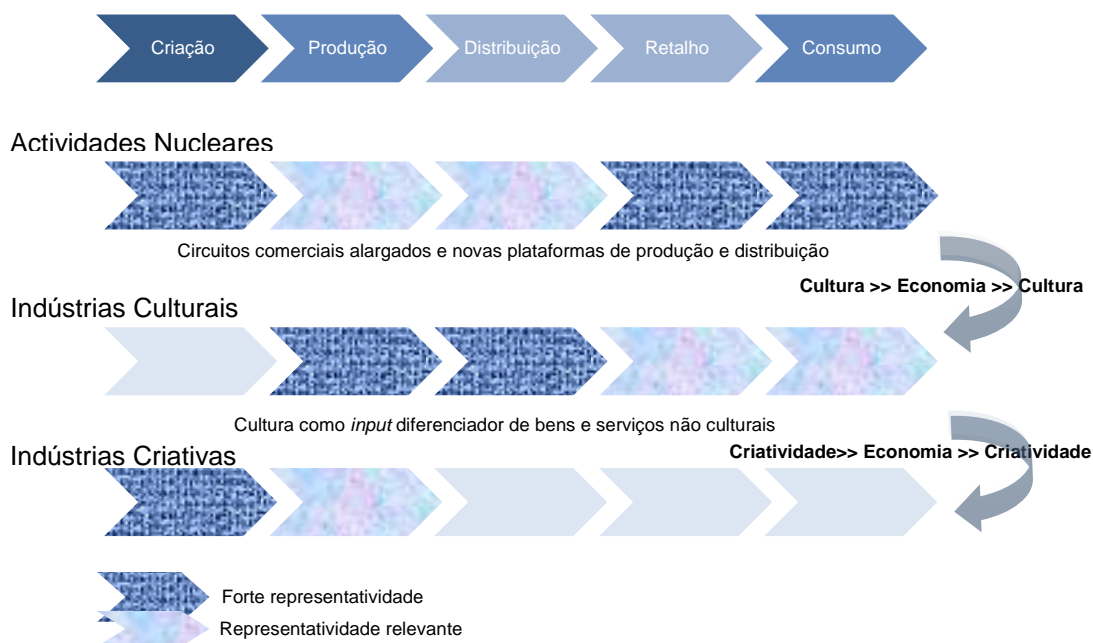 Criação Produção Distribuição Retalho Consumo
Actividades Nucleares
Circuitos comerciais alargados e novas plataformas de produção e distribuição
Cultura >> Economia >> Cultura
Indústrias Culturais
Cultura como input diferenciador de bens e serviços não culturais
Criatividade>> Economia >> Criatividade
Indústrias Criativas
Forte representatividade
Representatividade relevante